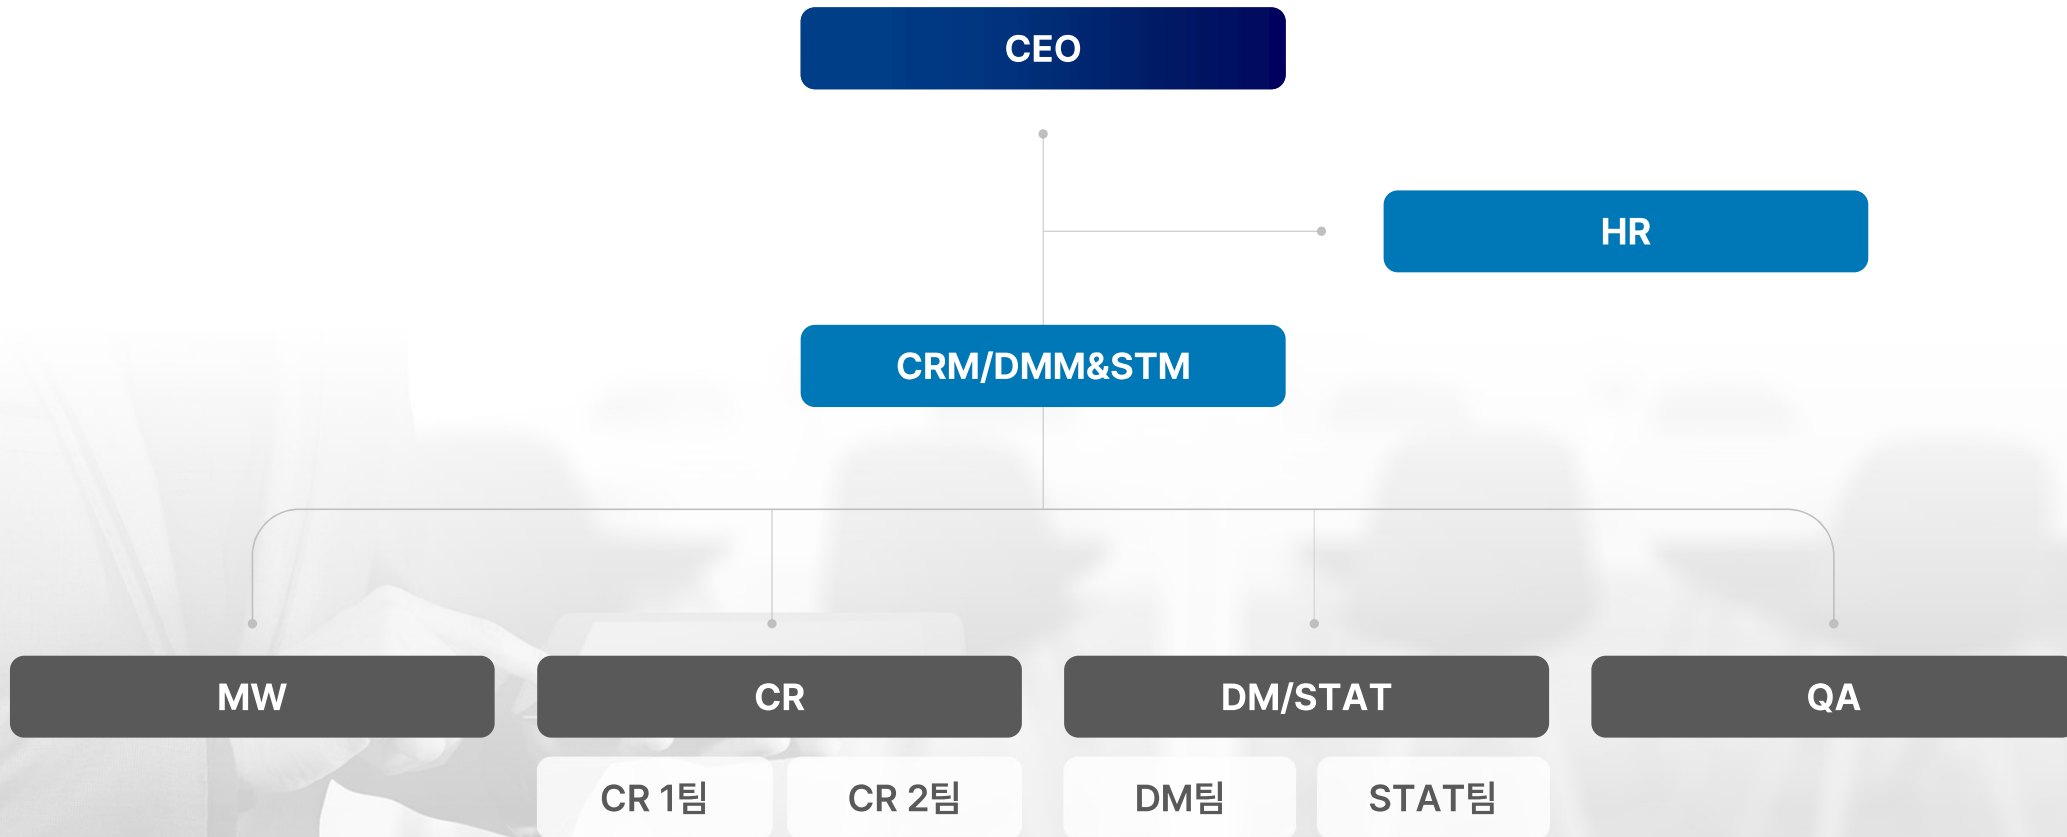 CEO
HR
CRM/DMM&STM
MW
CR
DM/STAT
QA
CR 1팀
CR 2팀
DM팀
STAT팀